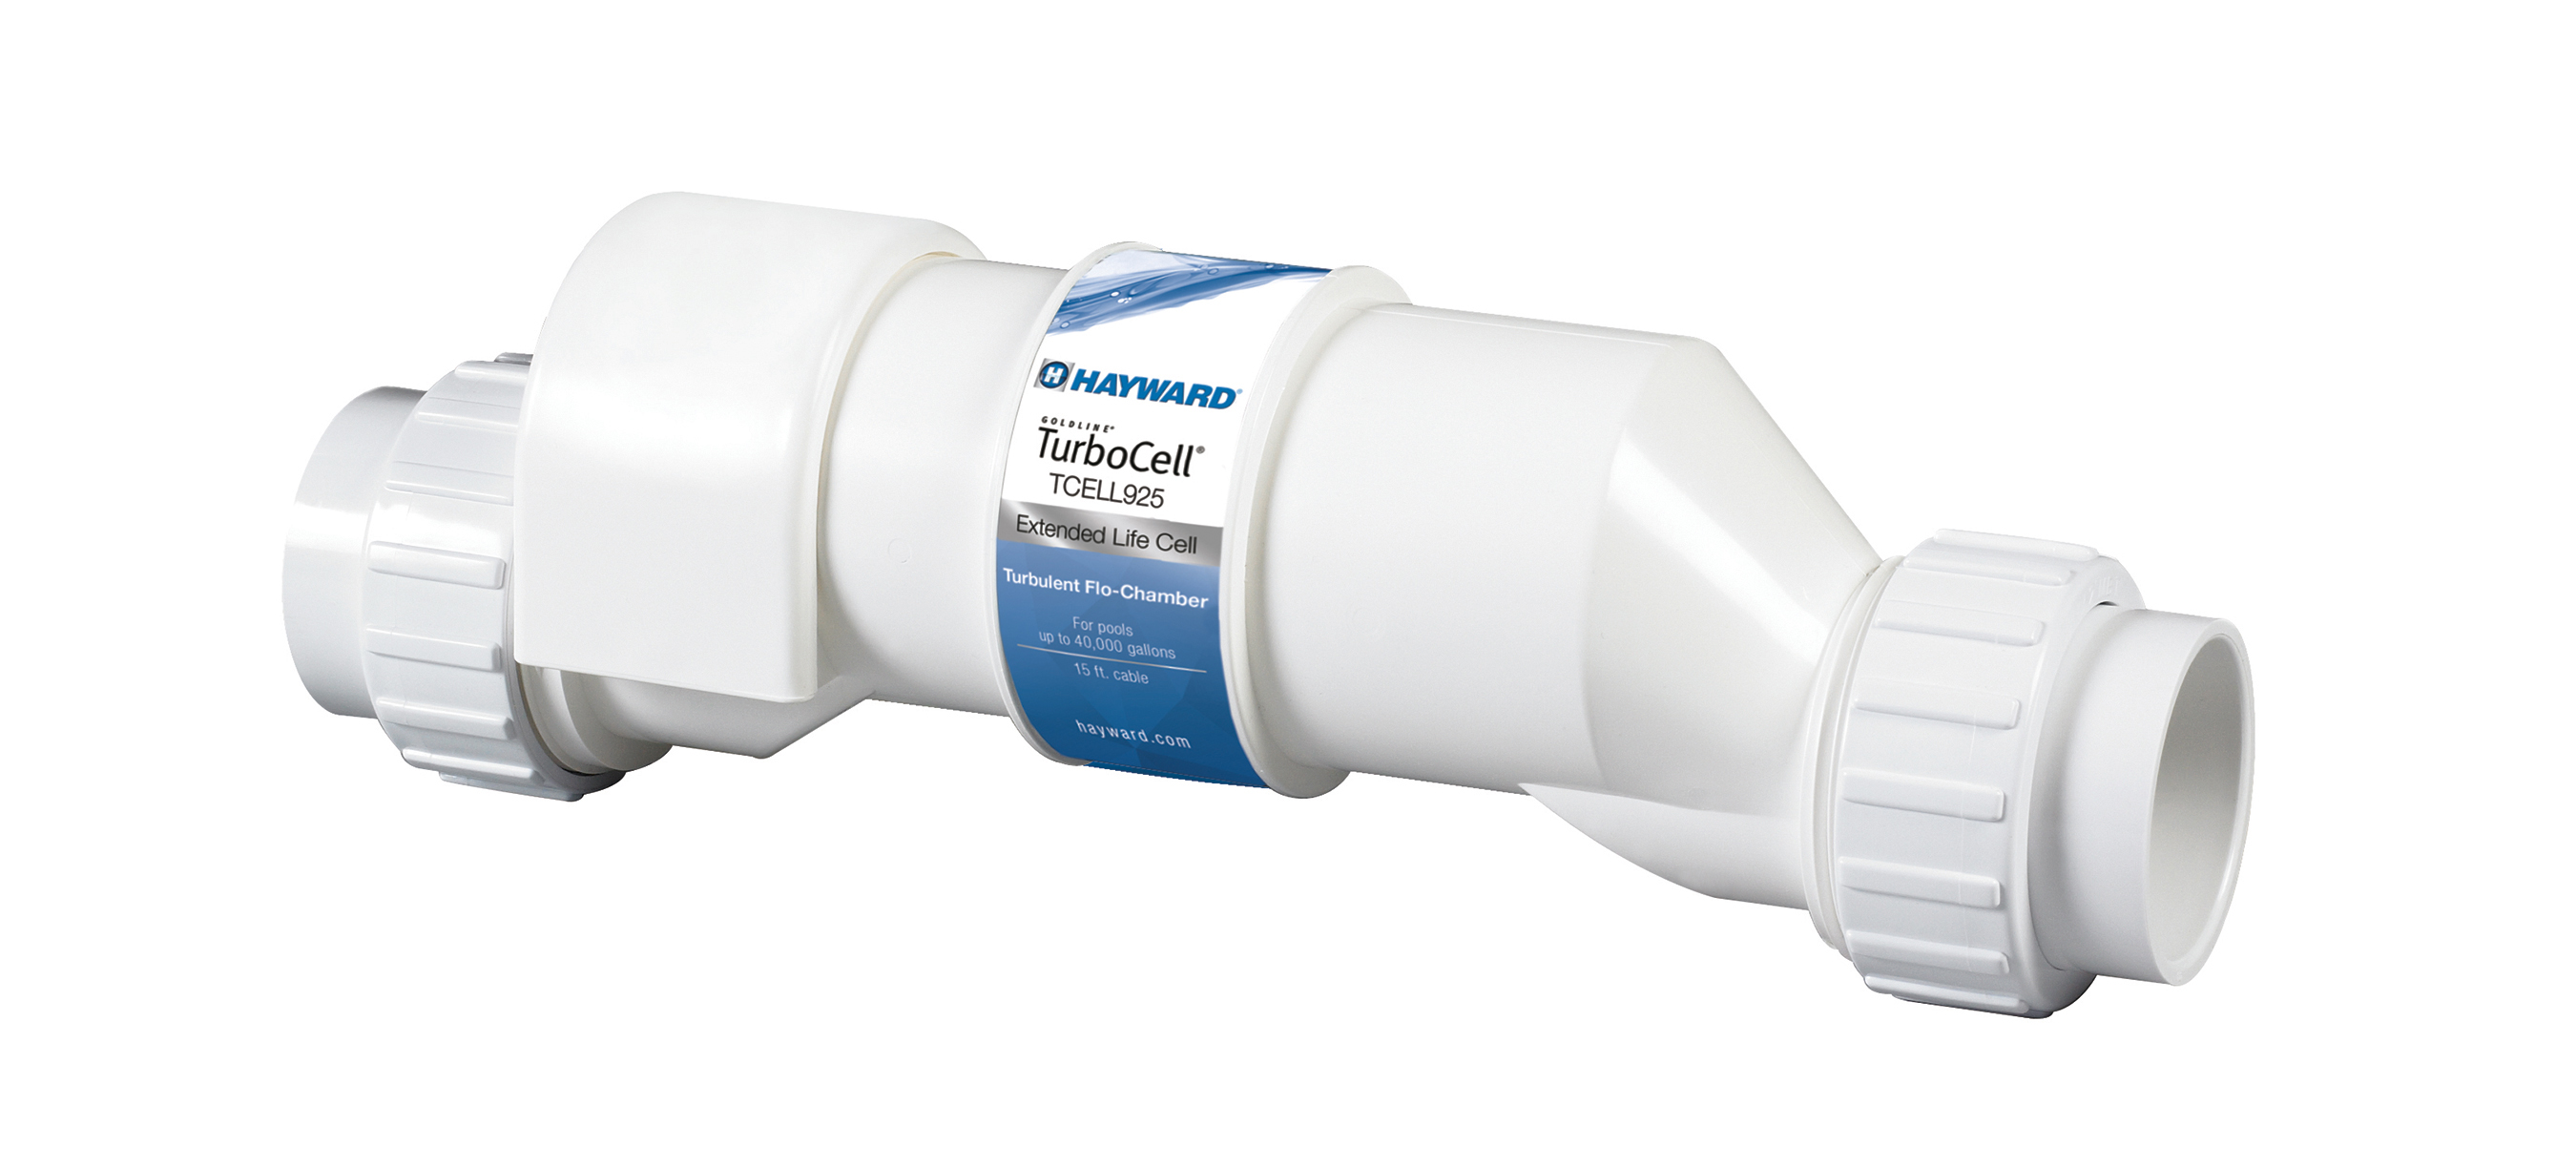 HAYWARD®
GOLDLINE®
TurboCell®
TCELL925
Extended Life Cell
Turbulent Flo-Chamber
For pools
up to 40,000 gallons
15 ft. cable
hayward.com